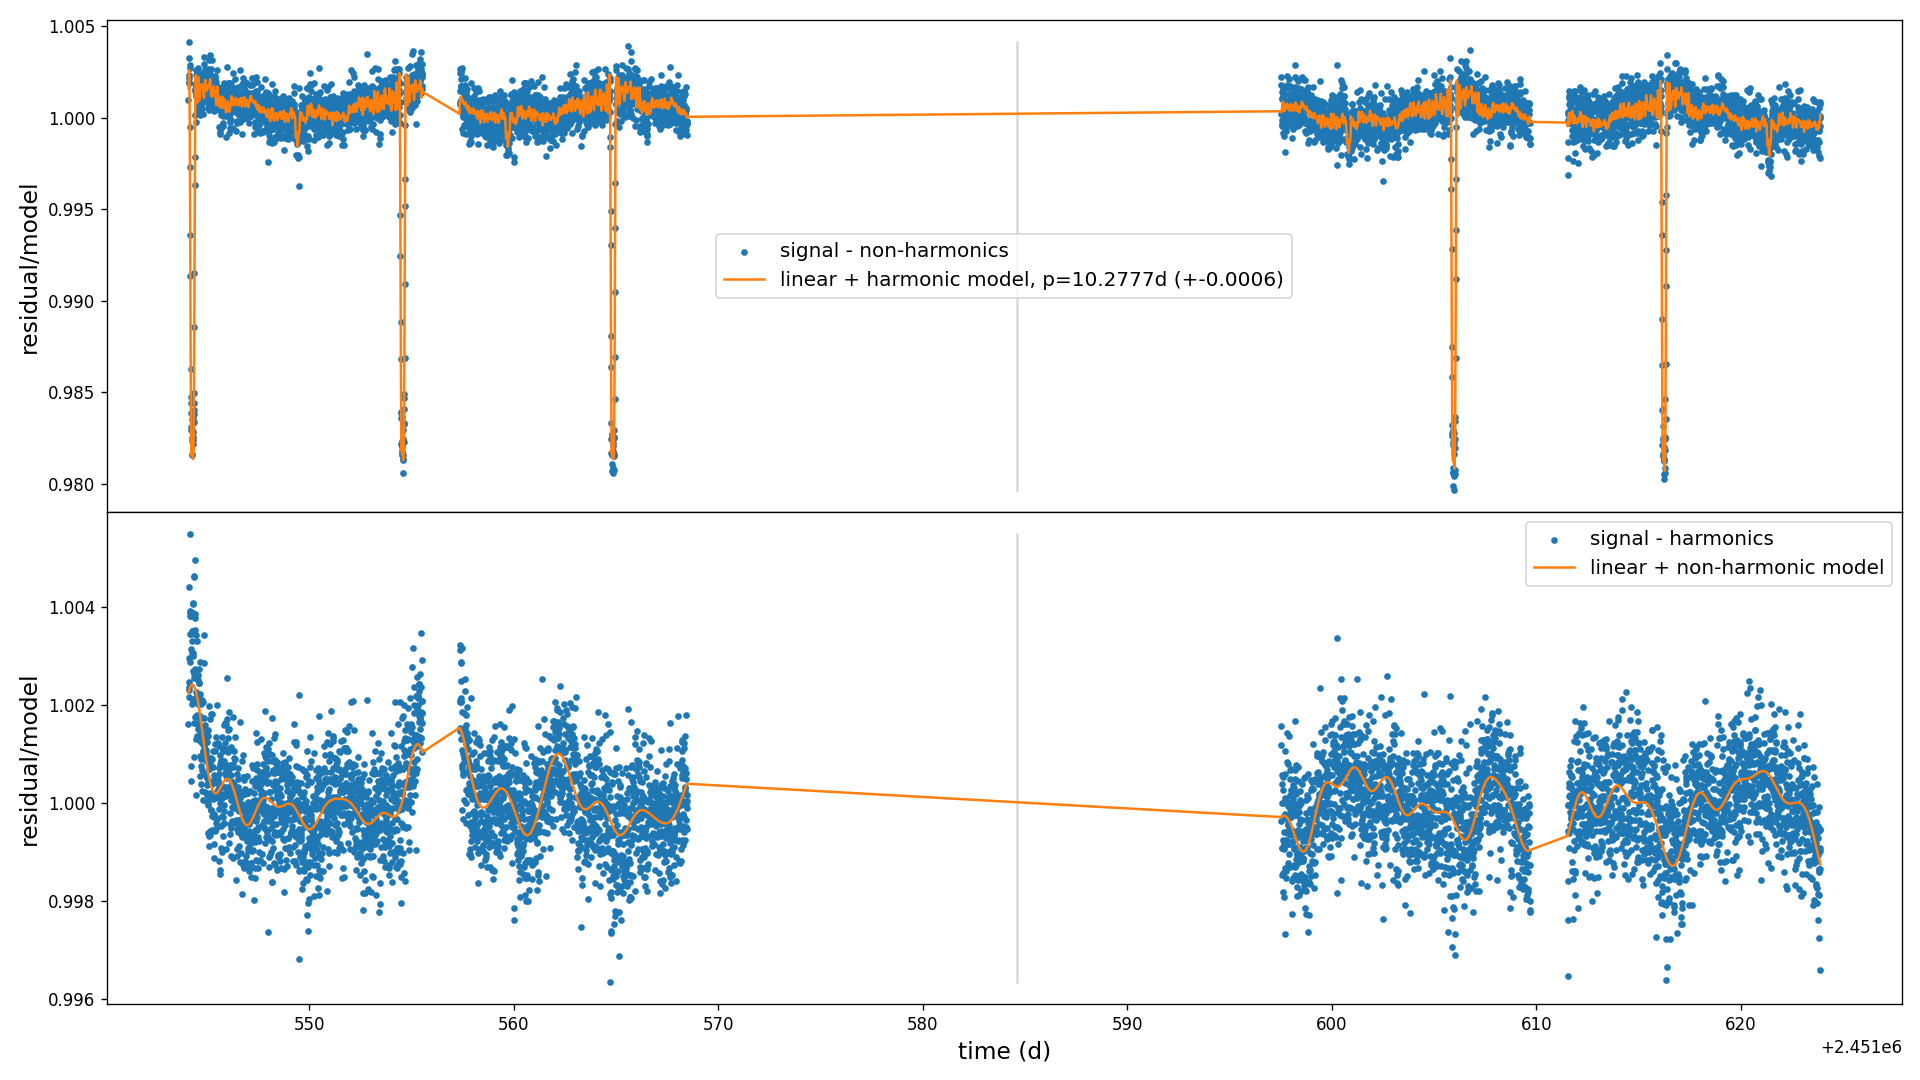 1.005
1.000
0.995
0.990
0.985
0.980
residual/model
signal - non-harmonics
linear + harmonic model, p=10.2777d (+-0.0006)
1.004
1.002
1.000
0.998
0.996
residual/model
signal - harmonics
linear + non-harmonic model
550 560 570 580 590 600 610 620
time (d)
+2.451e6